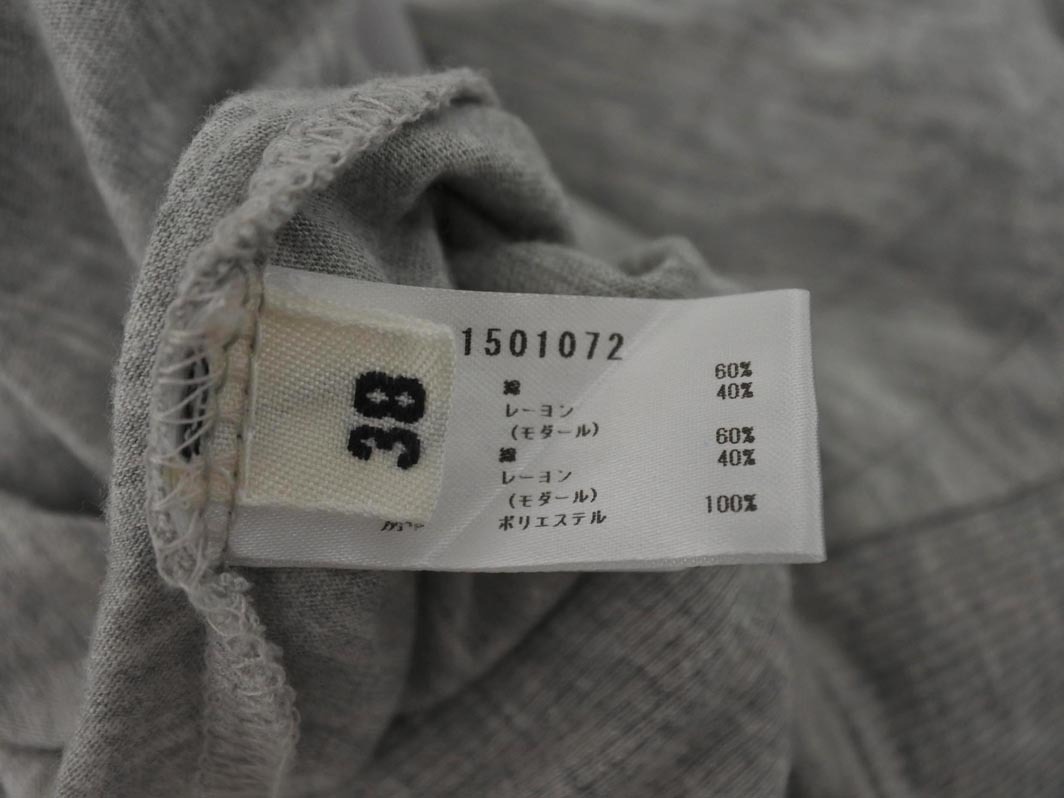 38
1501072
綿 60%
レーヨン 40%
(モダール)
綿 60%
レーヨン 40%
(モダール)
ポリエステル 100%